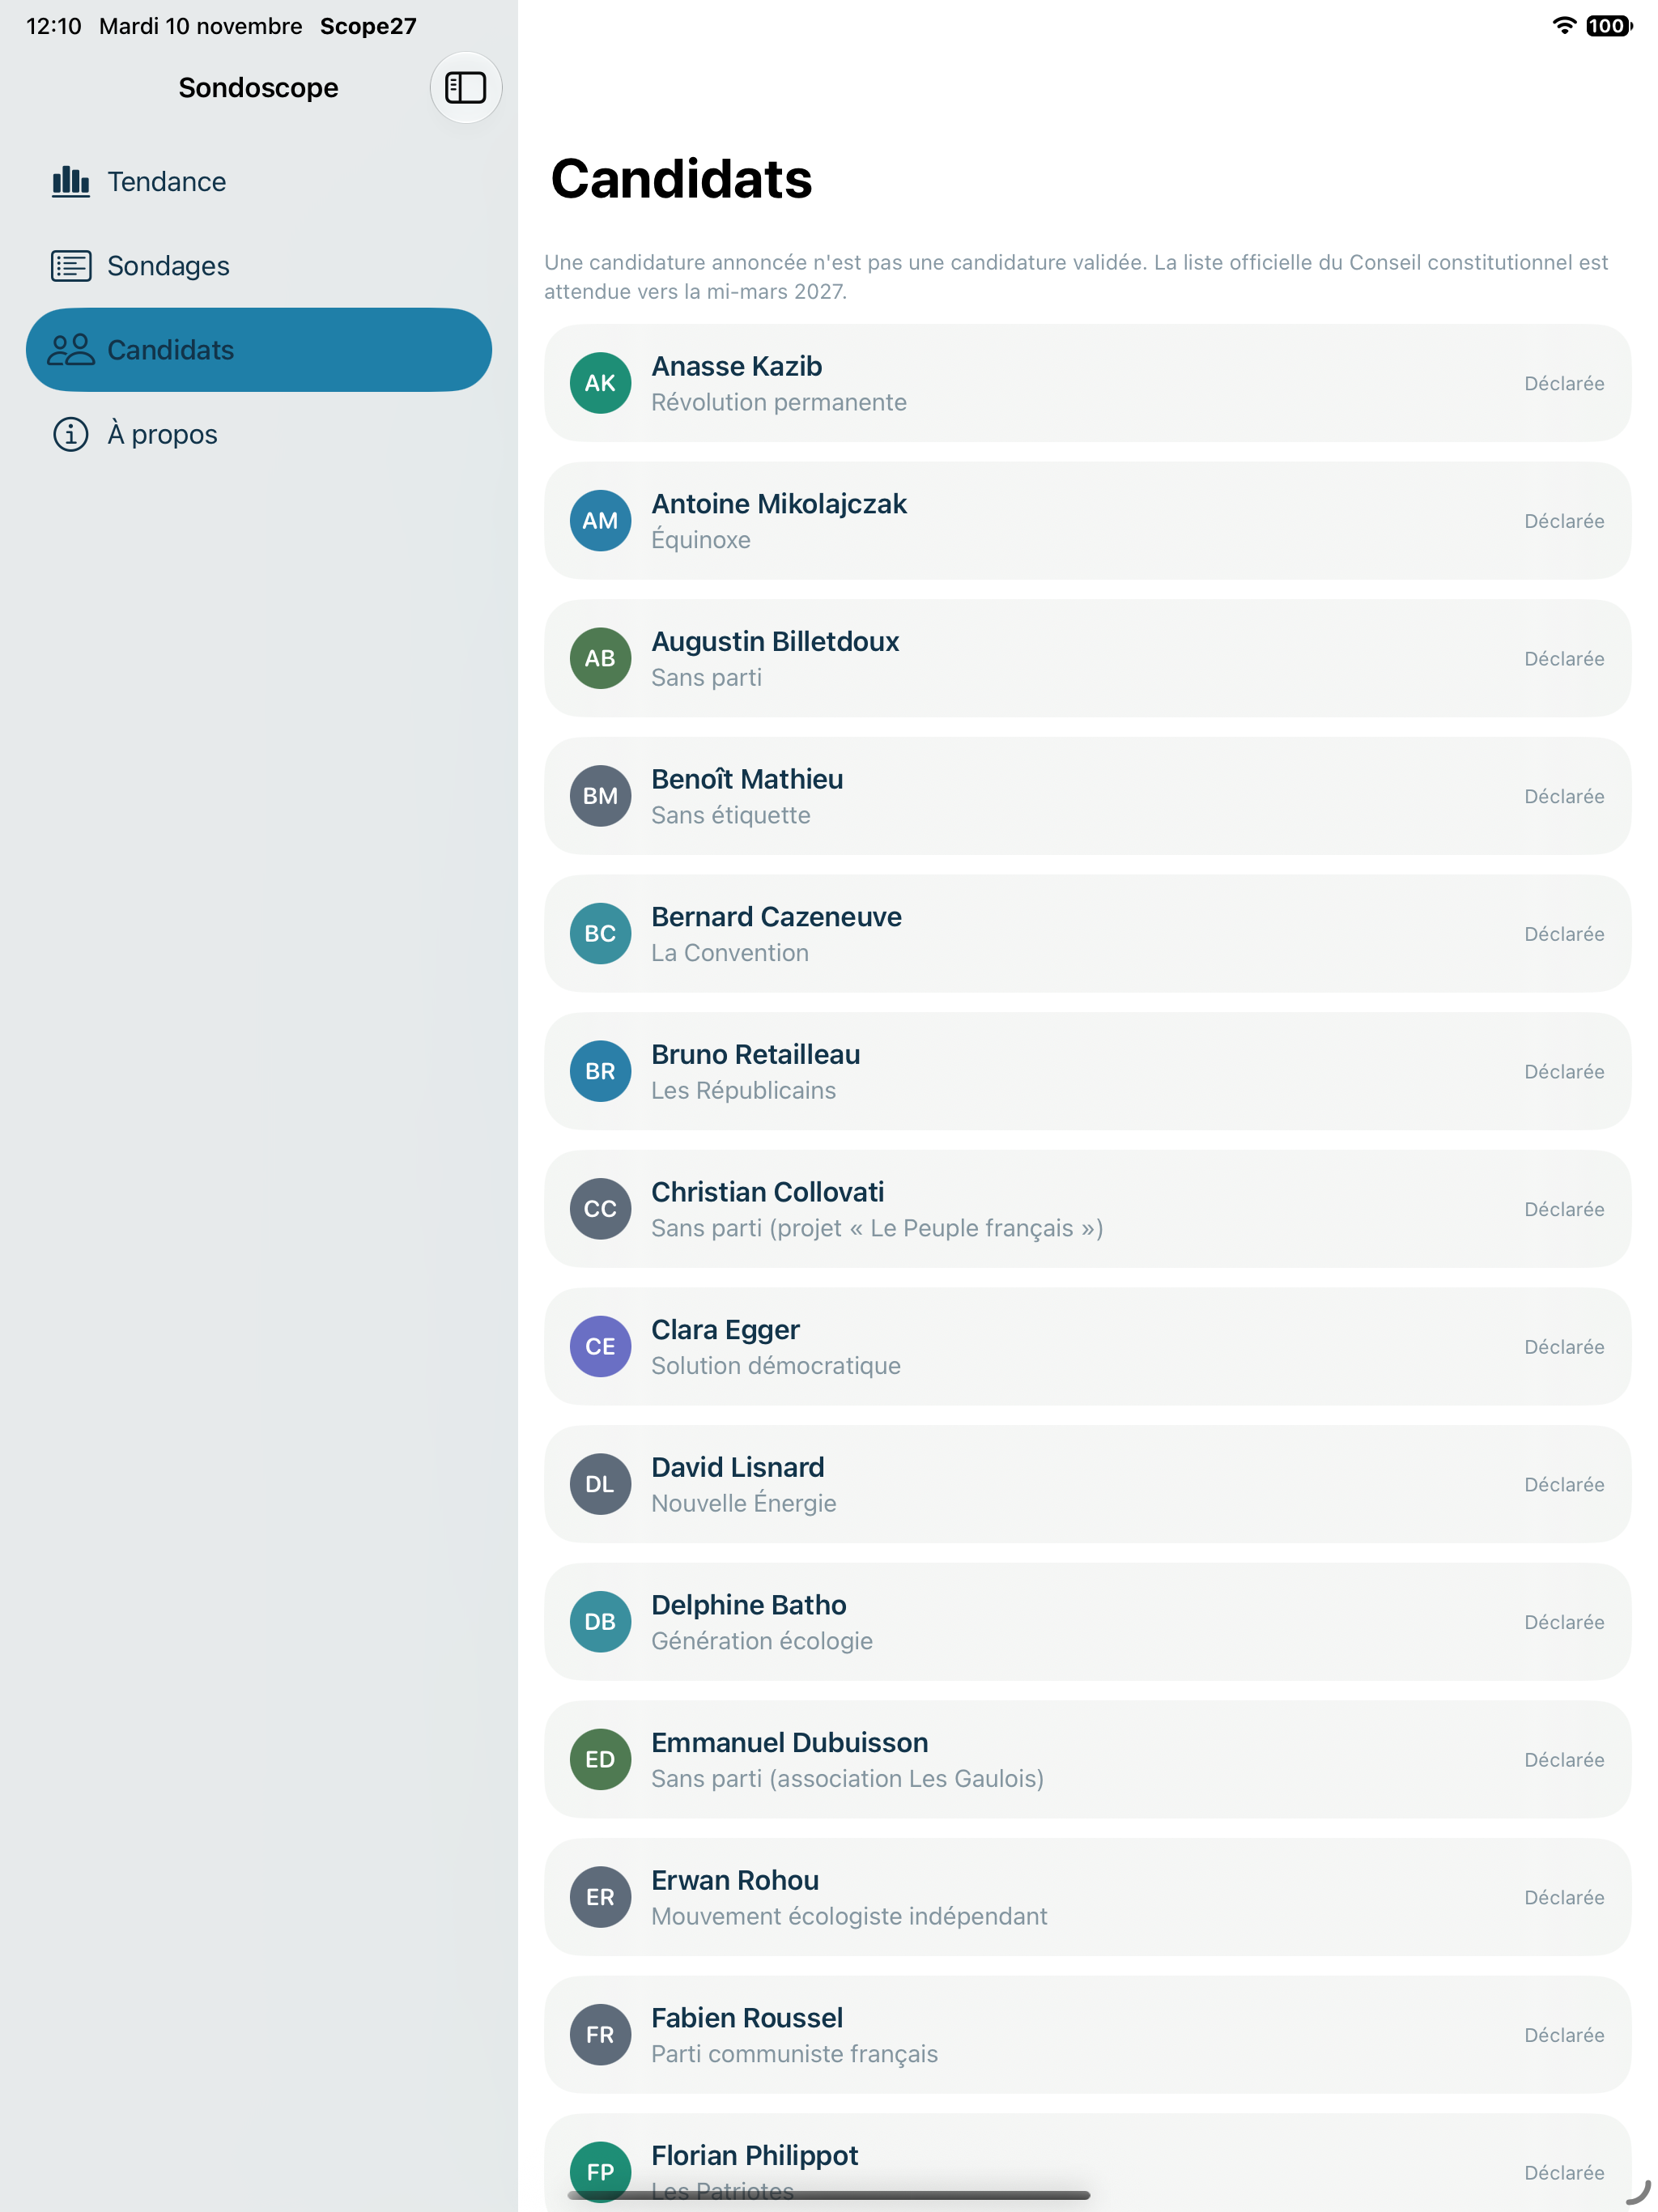 12:10 Mardi 10 novembre Scope27
100
Sondoscope
Tendance
Sondages
Candidats
À propos
Candidats
Une candidature annoncée n'est pas une candidature validée. La liste officielle du Conseil constitutionnel est
attendue vers la mi-mars 2027.
AK
Anasse Kazib
Révolution permanente
Déclarée
AM
Antoine Mikolajczak
Équinoxe
Déclarée
AB
Augustin Billetdoux
Sans parti
Déclarée
BM
Benoît Mathieu
Sans étiquette
Déclarée
BC
Bernard Cazeneuve
La Convention
Déclarée
BR
Bruno Retailleau
Les Républicains
Déclarée
CC
Christian Collovati
Sans parti (projet « Le Peuple français »)
Déclarée
CE
Clara Egger
Solution démocratique
Déclarée
DL
David Lisnard
Nouvelle Énergie
Déclarée
DB
Delphine Batho
Génération écologie
Déclarée
ED
Emmanuel Dubuisson
Sans parti (association Les Gaulois)
Déclarée
ER
Erwan Rohou
Mouvement écologiste indépendant
Déclarée
FR
Fabien Roussel
Parti communiste français
Déclarée
FP
Florian Philippot
Les Patriotes
Déclarée